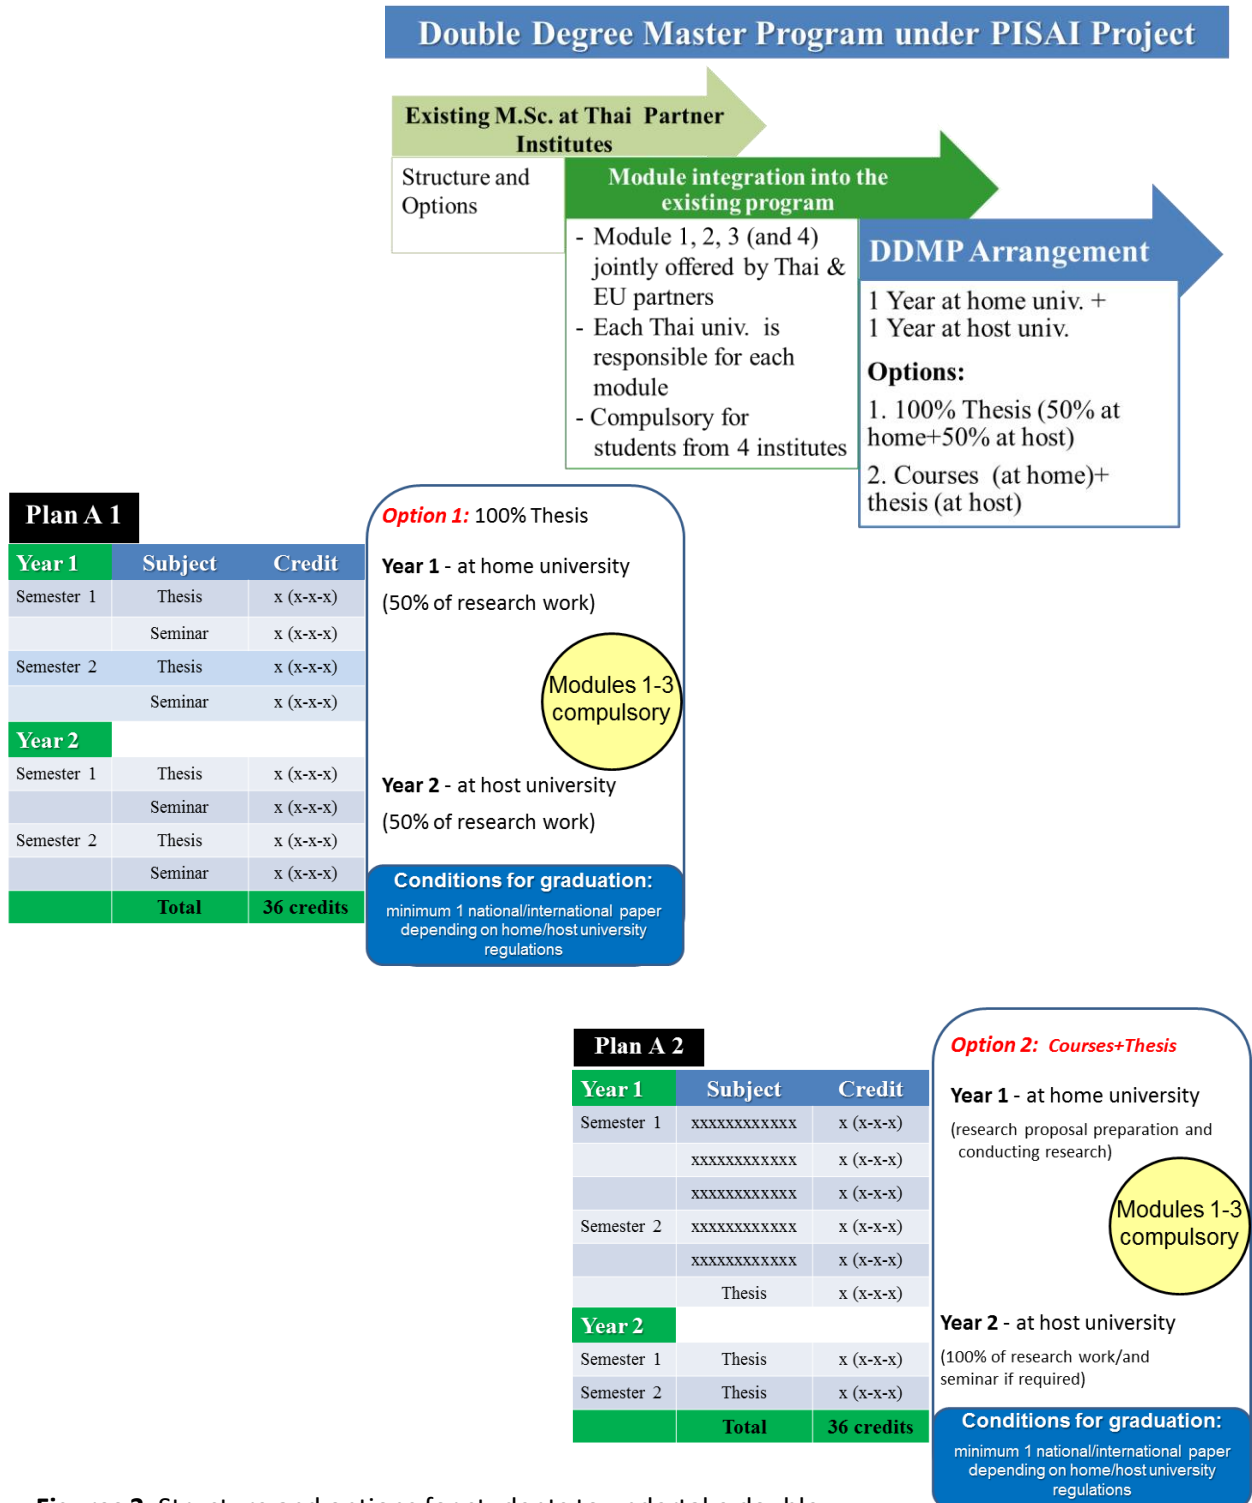 Double Degree Master Program under PISAI Project
Existing M.Sc. at Thai Partner
Institutes
Structure and
Options
Module integration into the
existing program
- Module 1, 2, 3 (and 4)
jointly offered by Thai &
EU partners
- Each Thai univ. is
responsible for each
module
- Compulsory for
students from 4 institutes
DDMP Arrangement
1 Year at home univ. +
1 Year at host univ.
Options:
1. 100% Thesis (50% at
home+50% at host)
2. Courses (at home)+
thesis (at host)
Plan A 1
Year 1 Subject Credit
Semester 1 Thesis x (x-x-x)
Seminar x (x-x-x)
Semester 2 Thesis x (x-x-x)
Seminar x (x-x-x)
Year 2
Semester 1 Thesis x (x-x-x)
Seminar x (x-x-x)
Semester 2 Thesis x (x-x-x)
Seminar x (x-x-x)
Total 36 credits
Option 1: 100% Thesis
Year 1 - at home university
(50% of research work)
Modules 1-3
compulsory
Year 2 - at host university
(50% of research work)
Conditions for graduation:
minimum 1 national/international paper
depending on home/host university
regulations
Plan A 2
Year 1 Subject Credit
Semester 1 xxxxxxxxxxxx x (x-x-x)
xxxxxxxxxxxx x (x-x-x)
xxxxxxxxxxxx x (x-x-x)
Semester 2 xxxxxxxxxxxx x (x-x-x)
xxxxxxxxxxxx x (x-x-x)
Thesis x (x-x-x)
Year 2
Semester 1 Thesis x (x-x-x)
Semester 2 Thesis x (x-x-x)
Total 36 credits
Option 2: Courses+Thesis
Year 1 - at home university
(research proposal preparation and
conducting research)
Modules 1-3
compulsory
Year 2 - at host university
(100% of research work/and
seminar if required)
Conditions for graduation:
minimum 1 national/international paper
depending on home/host university
regulations
Figures 2. Structure and options for students to undertake double